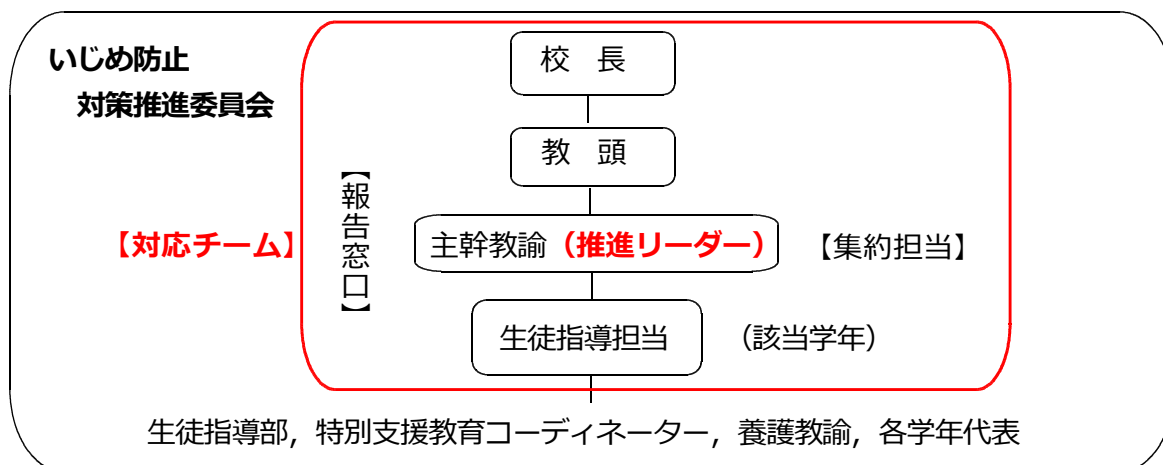 いじめ防止
対策推進委員会
校　長
教　頭
【報告窓口】
【対応チーム】
主幹教諭（推進リーダー）
【集約担当】
生徒指導担当
（該当学年）
生徒指導部，特別支援教育コーディネーター，養護教諭，各学年代表